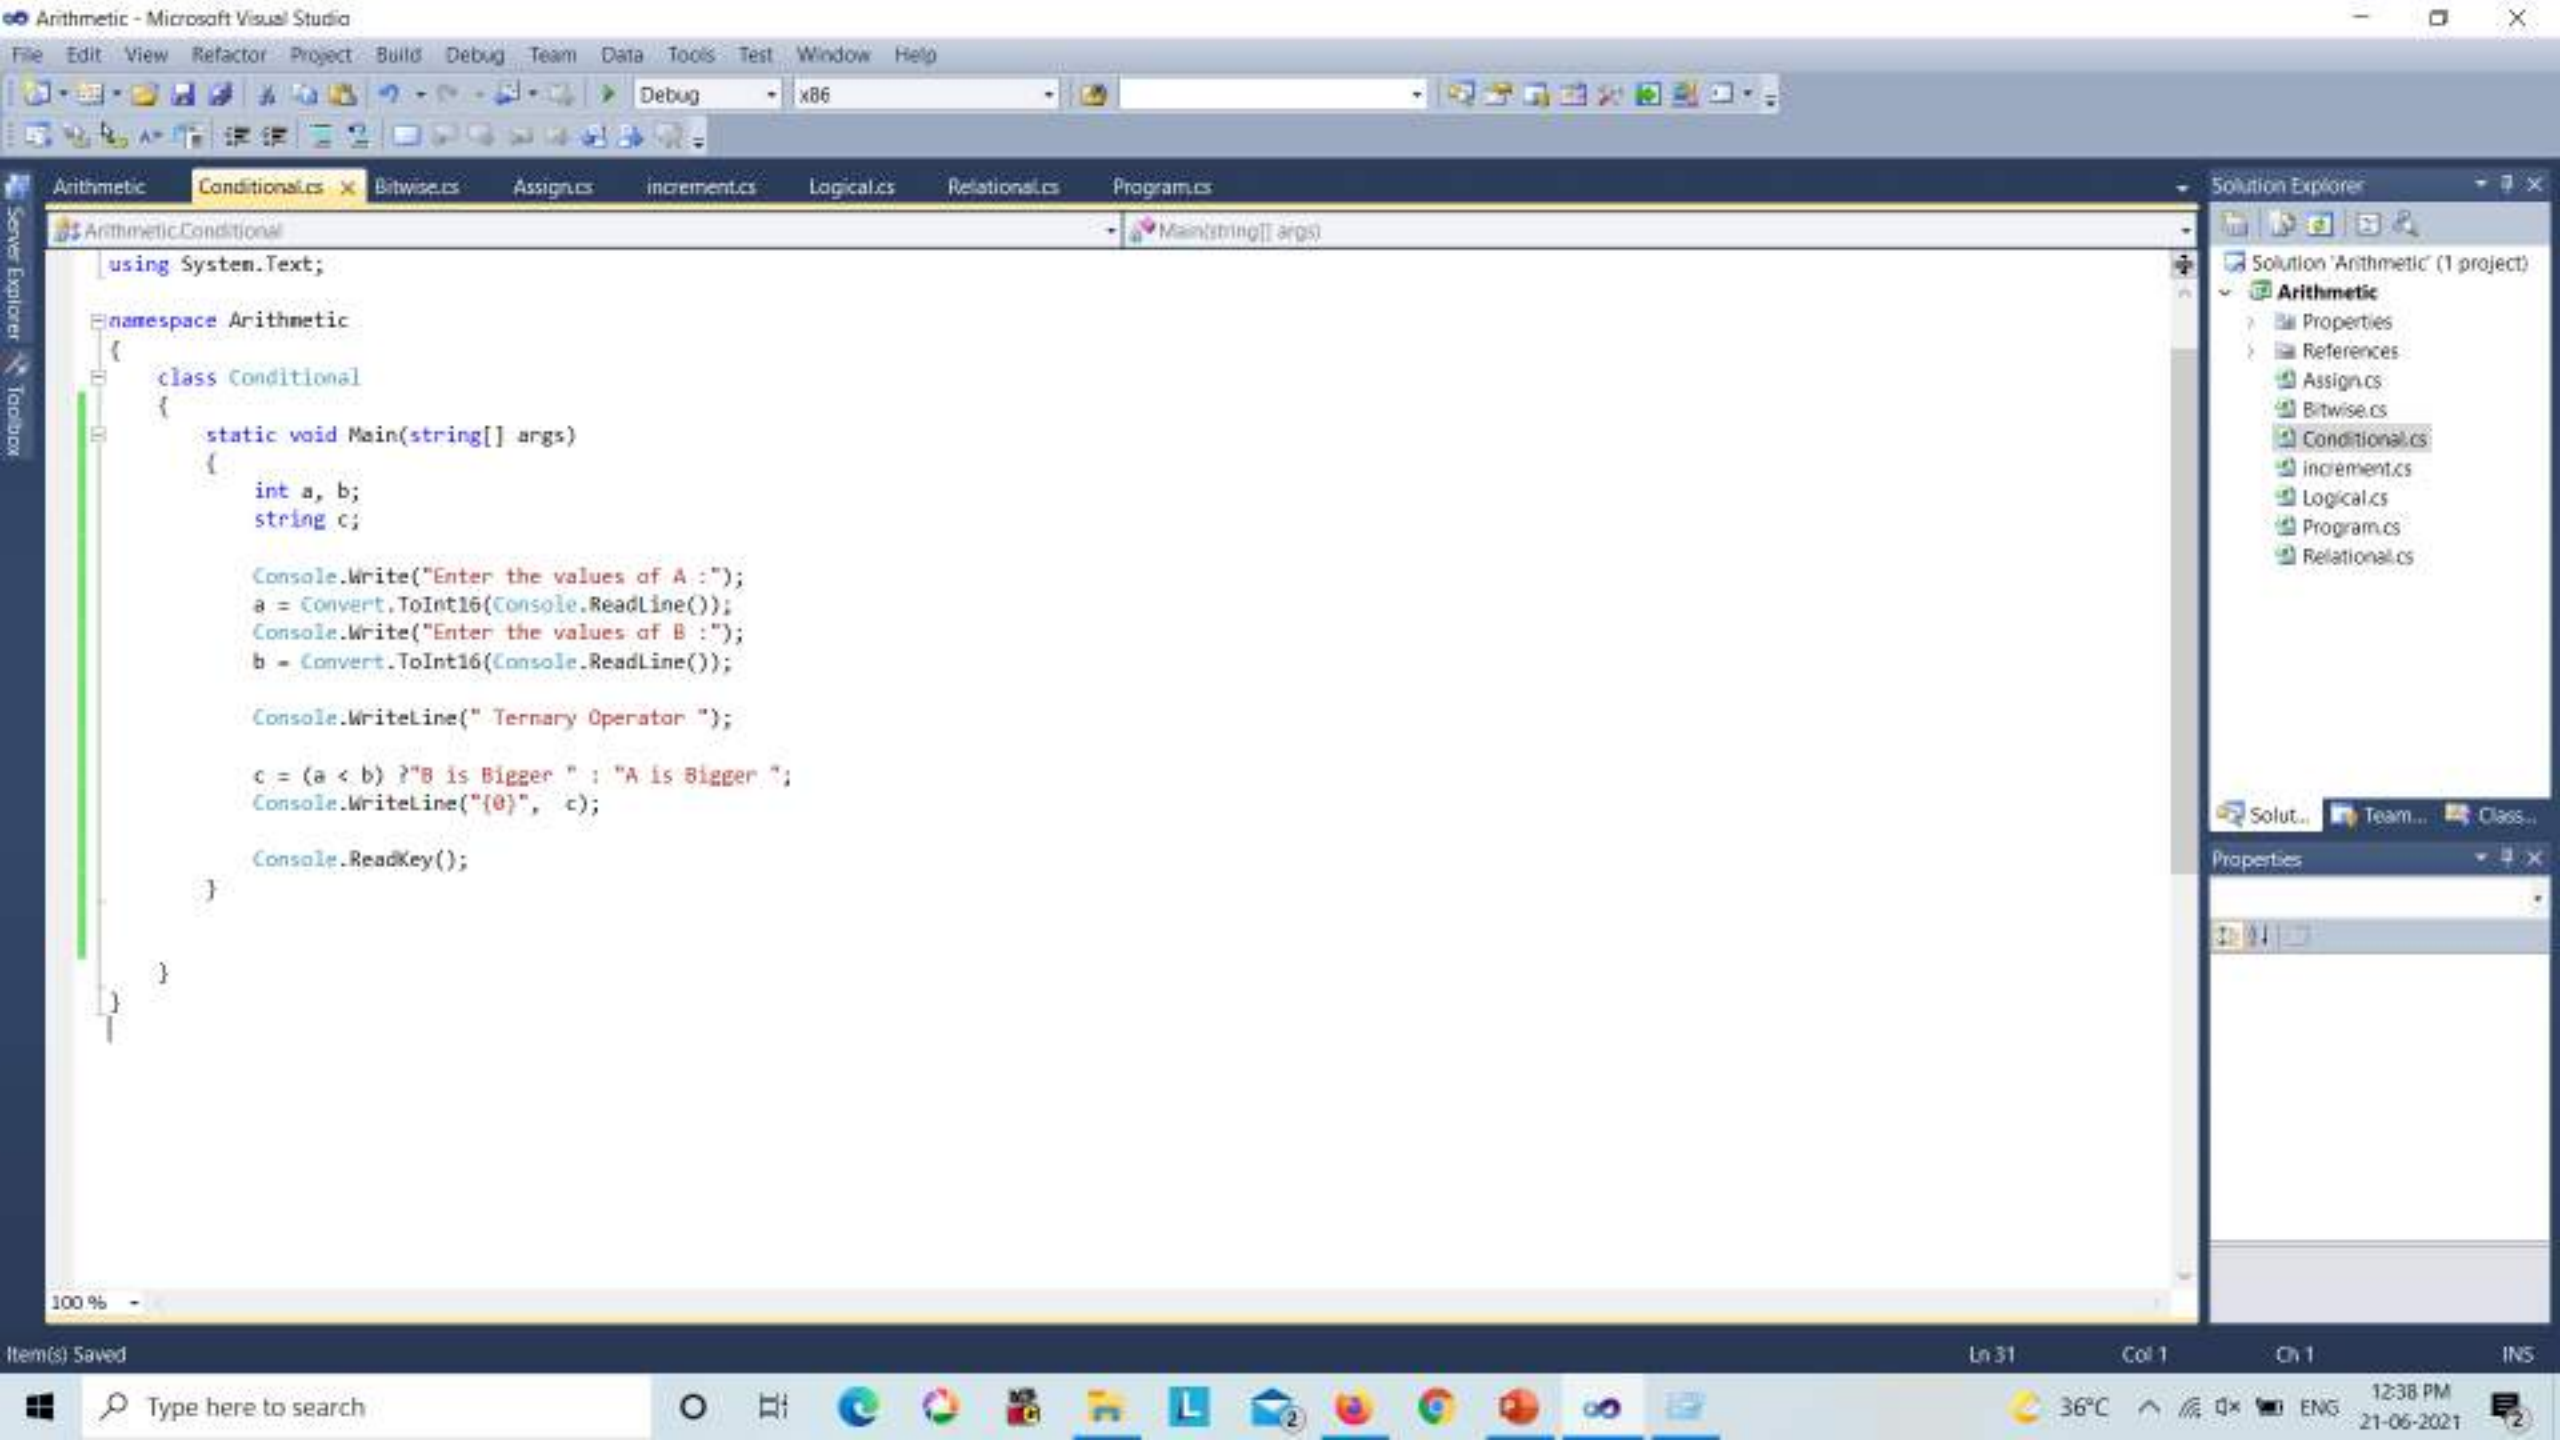 Arithmetic - Microsoft Visual Studio
File Edit View Refactor Project Build Debug Team Data Tools Test Window Help
Debug x86
Arithmetic Conditional.cs Bitwise.cs Assign.cs increment.cs Logical.cs Relational.cs Program.cs
Server Explorer
Toolbox
Arithmetic.Conditional Main(string[] args)
using System.Text;
namespace Arithmetic
{
class Conditional
{
static void Main(string[] args)
{
int a, b;
string c;
Console.Write("Enter the values of A :");
a = Convert.ToInt16(Console.ReadLine());
Console.Write("Enter the values of B :");
b = Convert.ToInt16(Console.ReadLine());
Console.WriteLine(" Ternary Operator ");
c = (a < b) ?"B is Bigger " : "A is Bigger ";
Console.WriteLine("{0}", c);
Console.ReadKey();
}
}
}
100 %
Solution Explorer
Solution 'Arithmetic' (1 project)
Arithmetic
Properties
References
Assign.cs
Bitwise.cs
Conditional.cs
increment.cs
Logical.cs
Program.cs
Relational.cs
Solut... Team... Class...
Properties
Item(s) Saved Ln 31 Col 1 Ch 1 INS
Type here to search
L
2
36°C ENG 12:38 PM
21-06-2021
2